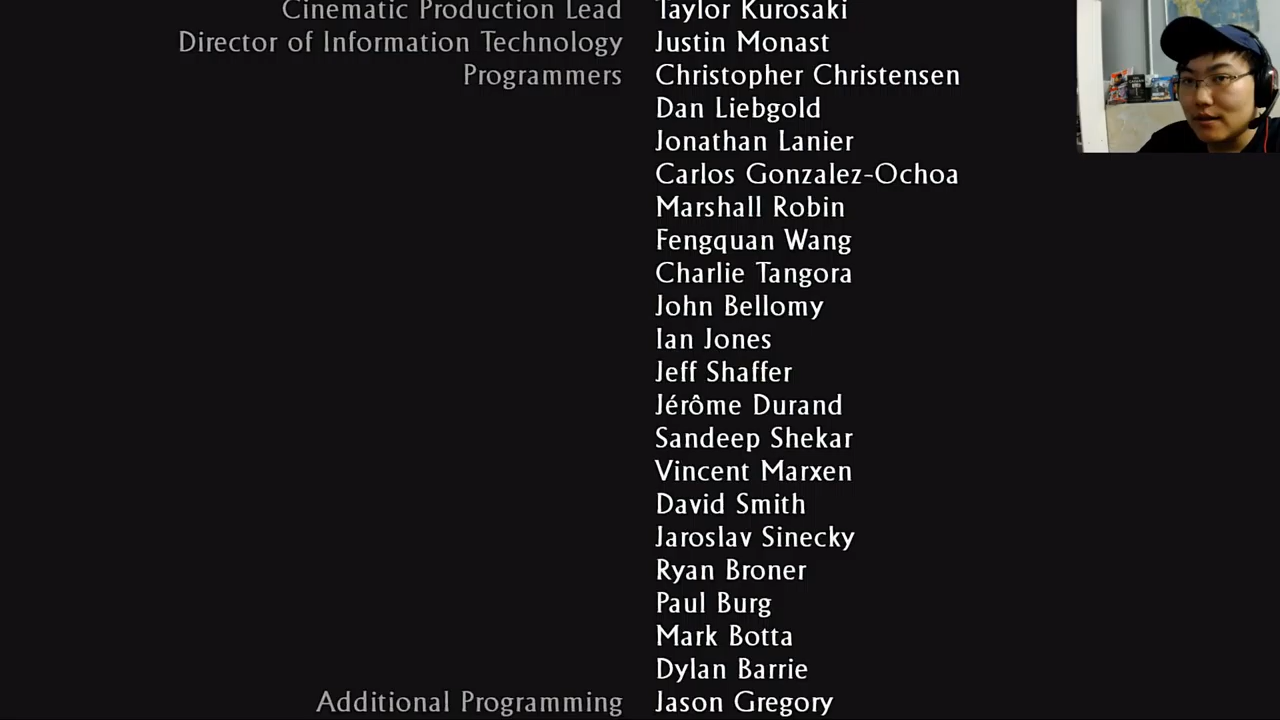 Cinematic Production Lead Taylor Kurosaki
Director of Information Technology Justin Monast
Programmers Christopher Christensen
Dan Liebgold
Jonathan Lanier
Carlos Gonzalez-Ochoa
Marshall Robin
Fengquan Wang
Charlie Tangora
John Bellomy
Ian Jones
Jeff Shaffer
Jérôme Durand
Sandeep Shekar
Vincent Marxen
David Smith
Jaroslav Sinecky
Ryan Broner
Paul Burg
Mark Botta
Dylan Barrie
Additional Programming Jason Gregory